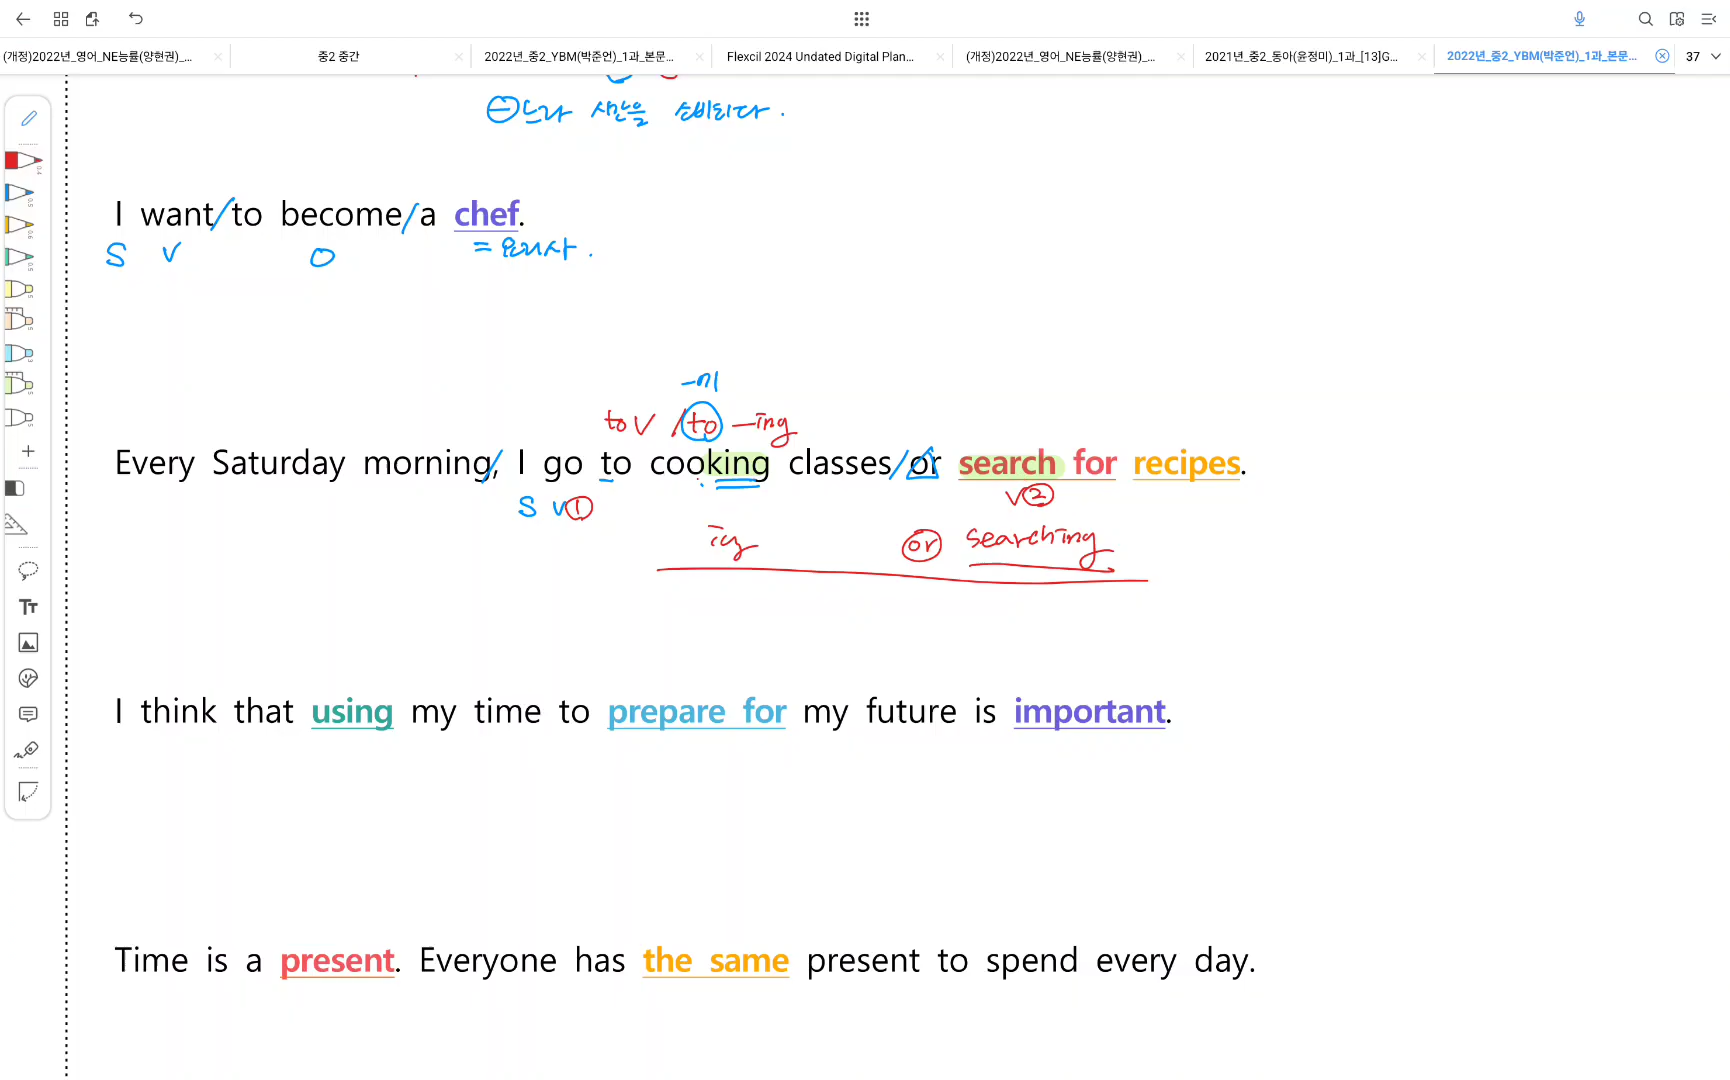 (개정)2022년_영어_NE능률(양현권)_...
중2 중간
2022년_중2_YBM(박준언)_1과_본문...
Flexcil 2024 Undated Digital Plan...
(개정)2022년_영어_NE능률(양현권)_...
2021년_중2_동아(윤정미)_1과_[13]G...
2022년_중2_YBM(박준언)_1과_본문...
37
시간을 소비하다.
I want/to become/a chef.
S V O = 요리사.
-에
to V /to -ing
Every Saturday morning, I go to cooking classes/or search for recipes.
S V① V②
ing or searching
I think that using my time to prepare for my future is important.
Time is a present. Everyone has the same present to spend every day.
Tт